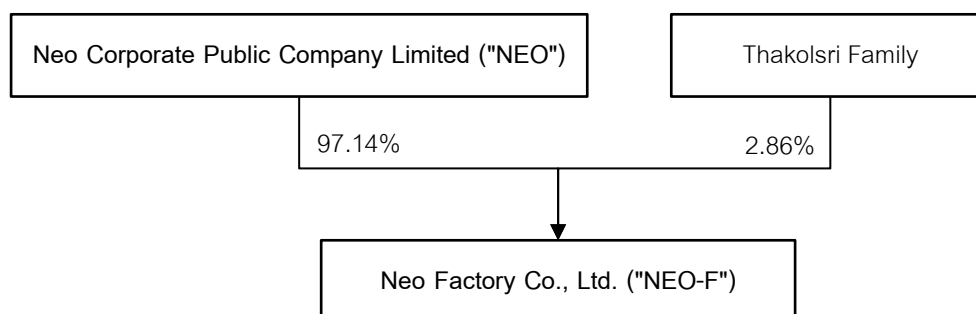 Neo Corporate Public Company Limited ("NEO")
Thakolsri Family
97.14%
2.86%
Neo Factory Co., Ltd. ("NEO-F")